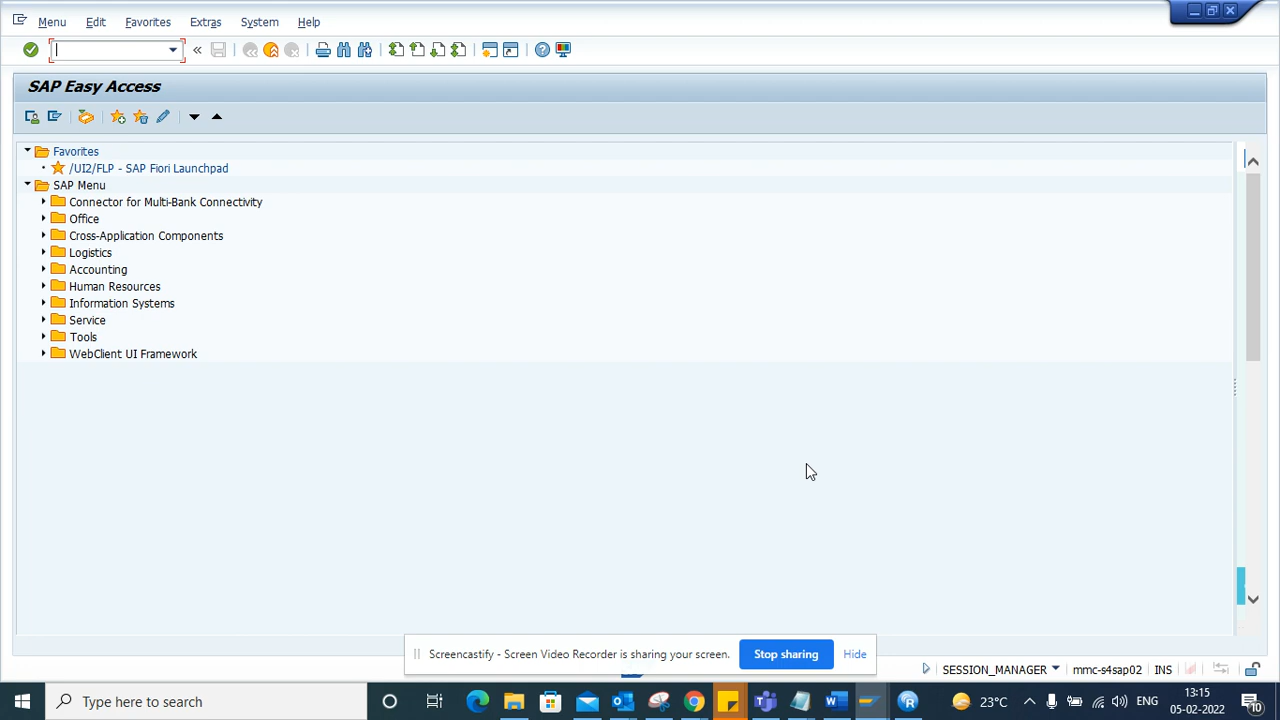 Menu Edit Favorites Extras System Help
SAP Easy Access
Favorites
/UI2/FLP - SAP Fiori Launchpad
SAP Menu
Connector for Multi-Bank Connectivity
Office
Cross-Application Components
Logistics
Accounting
Human Resources
Information Systems
Service
Tools
WebClient UI Framework
Screencastify - Screen Video Recorder is sharing your screen. Stop sharing Hide
SESSION_MANAGER mmc-s4sap02 INS
Type here to search
23°C
ENG
13:15
05-02-2022
10